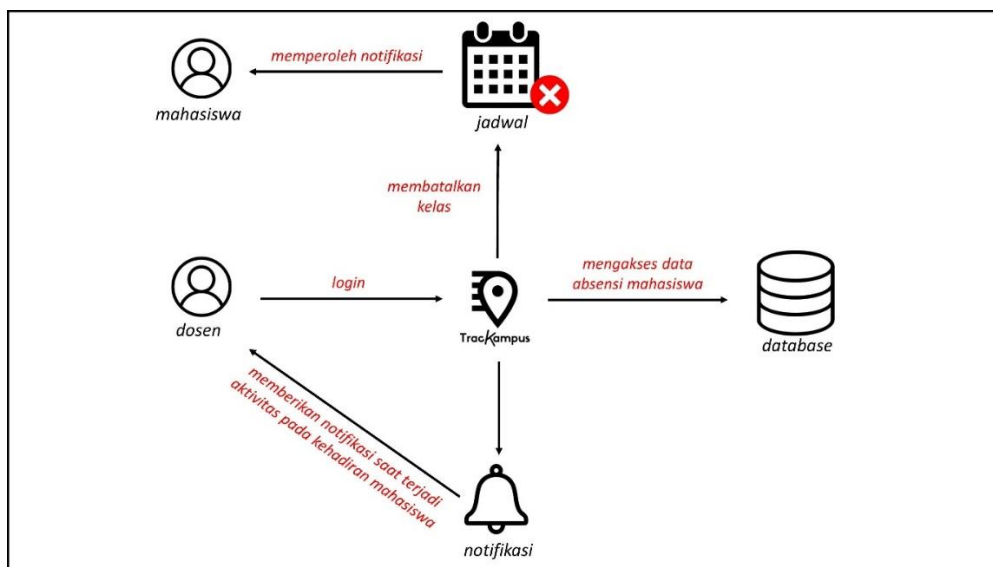 memperoleh notifikasi
mahasiswa
jadwal
membatalkan
kelas
dosen
login
TracKampus
mengakses data
absensi mahasiswa
database
memberikan notifikasi saat terjadi
aktivitas pada kehadiran mahasiswa
notifikasi